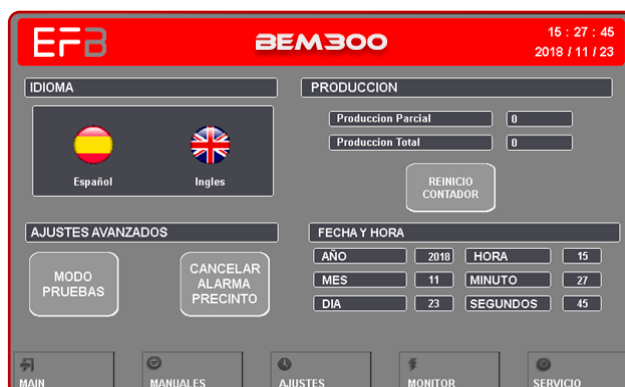 EFB
BEM300
15 : 27 : 45
2018 / 11 / 23
IDIOMA
Español
Ingles
PRODUCCION
Produccion Parcial 0
Produccion Total 0
REINICIO
CONTADOR
AJUSTES AVANZADOS
MODO
PRUEBAS
CANCELAR
ALARMA
PRECINTO
FECHA Y HORA
AÑO 2018 HORA 15
MES 11 MINUTO 27
DIA 23 SEGUNDOS 45
MAIN
MANUALES
AJUSTES
MONITOR
SERVICIO